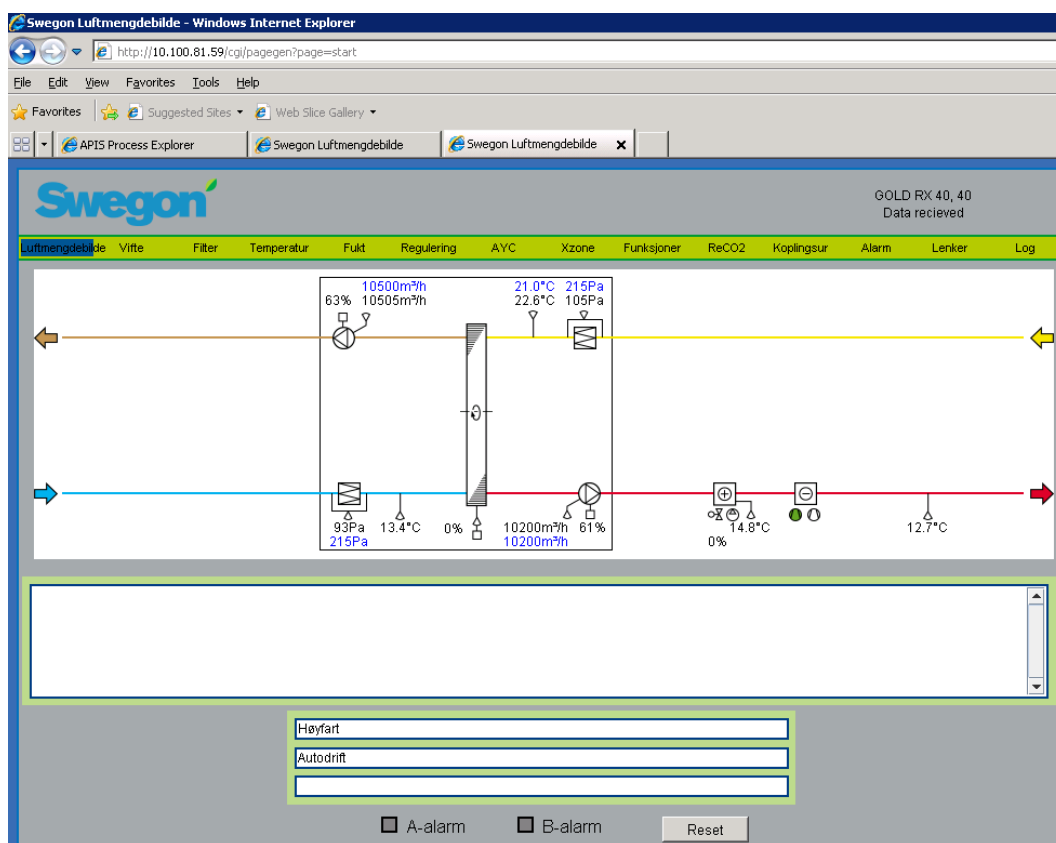 Swegon Luftmengdebilde - Windows Internet Explorer
http://10.100.81.59/cgi/pagegen?page=start
File Edit View Favorites Tools Help
Favorites Suggested Sites Web Slice Gallery
APIS Process Explorer Swegon Luftmengdebilde Swegon Luftmengdebilde
Swegon
GOLD RX 40, 40
Data recieved
Luftmengdebilde Vifte Filter Temperatur Fukt Regulering AYC Xzone Funksjoner ReCO2 Koplingsur Alarm Lenker Log
10500m³/h 21.0°C 215Pa
63% 10505m³/h 22.6°C 105Pa
93Pa 13.4°C 0% 10200m³/h 61% 14.8°C 12.7°C
215Pa 10200m³/h 0%
Høyfart
Autodrift
A-alarm B-alarm Reset